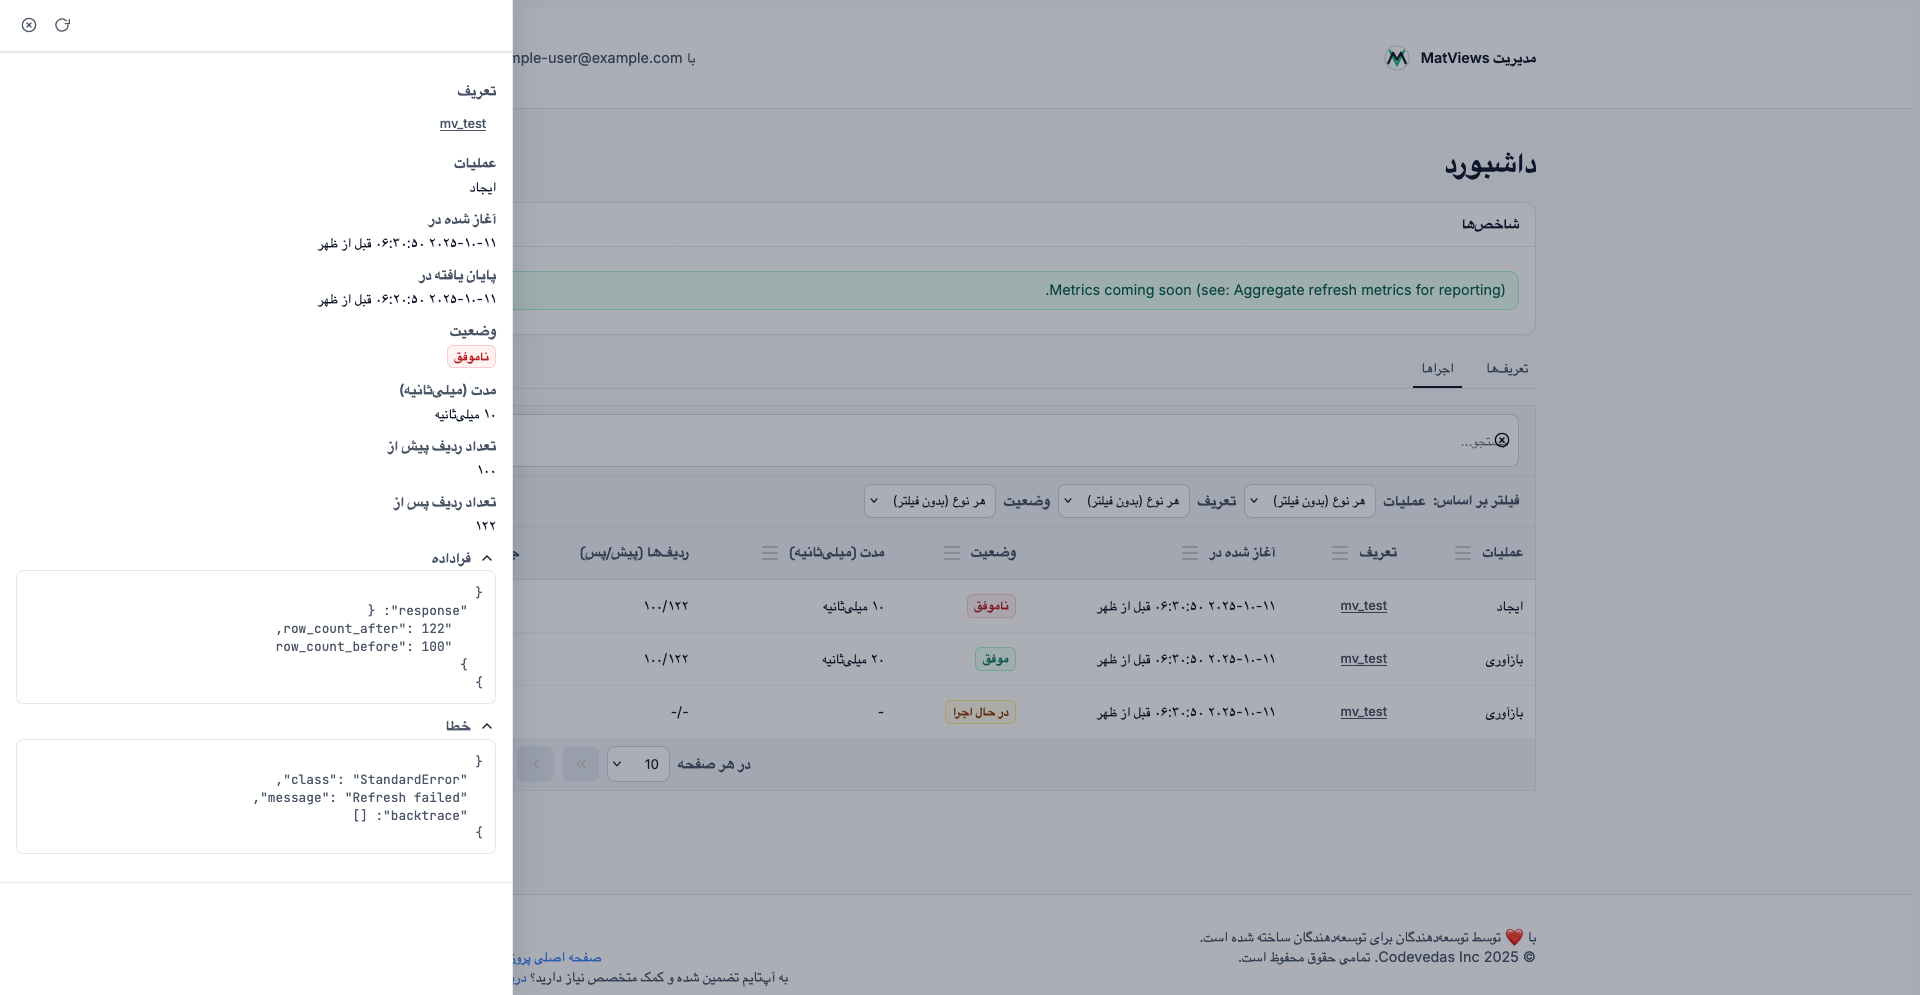 تعریف
mv_test
عملیات
ایجاد
آغاز شده در
۲۰۲۵-۱۰-۱۱ ۰۶:۳۰:۵۰ قبل از ظهر
پایان یافته در
۲۰۲۵-۱۰-۱۱ ۰۶:۲۰:۵۰ قبل از ظهر
وضعیت
ناموفق
مدت (میلی‌ثانیه)
۱۰ میلی‌ثانیه
تعداد ردیف پیش از
۱۰۰
تعداد ردیف پس از
۱۲۲
فراداده
{
"response": {
"row_count_after": 122,
"row_count_before": 100
}
}
خطا
{
"class": "StandardError",
"message": "Refresh failed",
"backtrace": []
}
مدیریت MatViews
با mple-user@example.com
داشبورد
شاخص‌ها
Metrics coming soon (see: Aggregate refresh metrics for reporting).
تعریف‌ها اجراها
ستجو...
فیلتر بر اساس: عملیات هر نوع (بدون فیلتر) تعریف هر نوع (بدون فیلتر) وضعیت هر نوع (بدون فیلتر)
عملیات تعریف آغاز شده در وضعیت مدت (میلی‌ثانیه) ردیف‌ها (پیش/پس)
ایجاد mv_test ۲۰۲۵-۱۰-۱۱ ۰۶:۳۰:۵۰ قبل از ظهر ناموفق ۱۰ میلی‌ثانیه ۱۰۰/۱۲۲
بازآوری mv_test ۲۰۲۵-۱۰-۱۱ ۰۶:۳۰:۵۰ قبل از ظهر موفق ۲۰ میلی‌ثانیه ۱۰۰/۱۲۲
بازآوری mv_test ۲۰۲۵-۱۰-۱۱ ۰۶:۳۰:۵۰ قبل از ظهر در حال اجرا - -/-
در هر صفحه 10 « ‹
با ❤️ توسط توسعه‌دهندگان برای توسعه‌دهندگان ساخته شده است.
© 2025 Codevedas Inc. تمامی حقوق محفوظ است.
صفحه اصلی پروژ
به آپ‌تایم تضمین شده و کمک متخصص نیاز دارید؟ دری